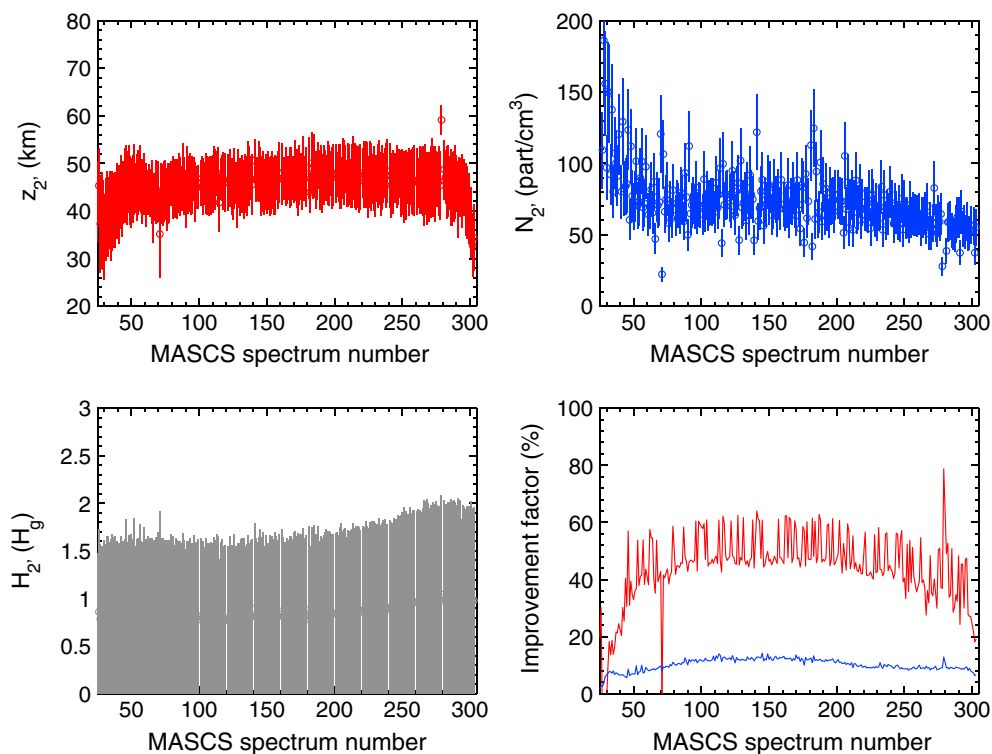 80
70
60
50
40
30
20
z₂, (km)
50 100 150 200 250 300
MASCS spectrum number
200
150
100
50
0
N₂, (part/cm³)
50 100 150 200 250 300
MASCS spectrum number
3
2.5
2
1.5
1
0.5
0
H₂, (H_g)
50 100 150 200 250 300
MASCS spectrum number
100
80
60
40
20
0
Improvement factor (%)
50 100 150 200 250 300
MASCS spectrum number